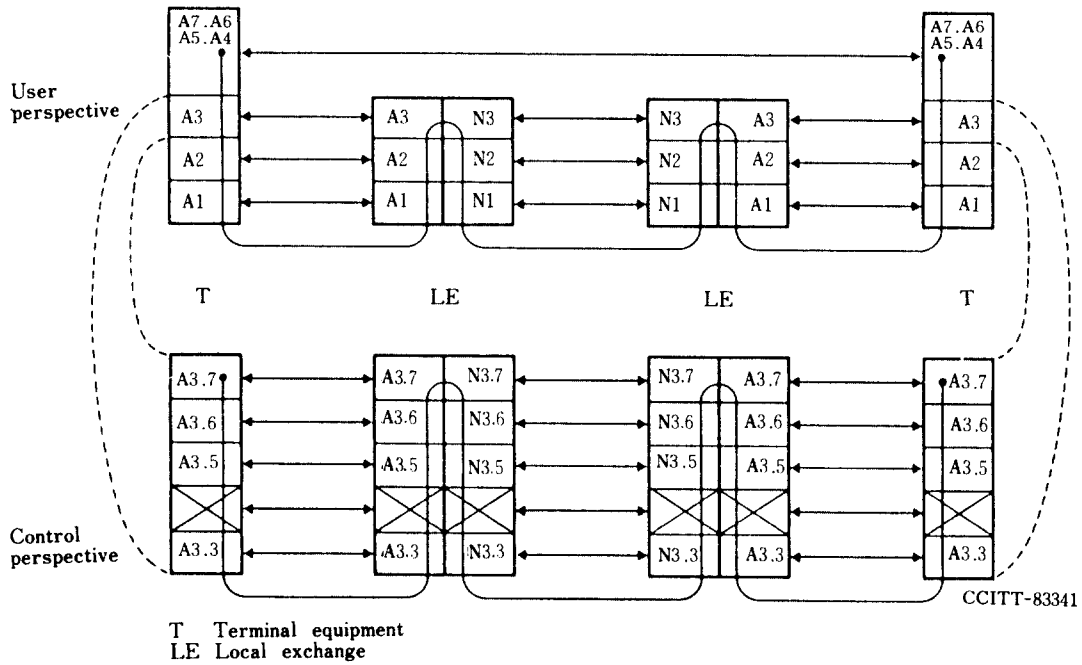 A7.A6
A5.A4
A7.A6
A5.A4
User
perspective
A3 A3 N3 N3 A3 A3
A2 A2 N2 N2 A2 A2
A1 A1 N1 N1 A1 A1
T LE LE T
A3.7 A3.7 N3.7 N3.7 A3.7 A3.7
A3.6 A3.6 N3.6 N3.6 A3.6 A3.6
A3.5 A3.5 N3.5 N3.5 A3.5 A3.5
Control
perspective
A3.3 A3.3 N3.3 N3.3 A3.3 A3.3
CCITT-83341
T Terminal equipment
LE Local exchange